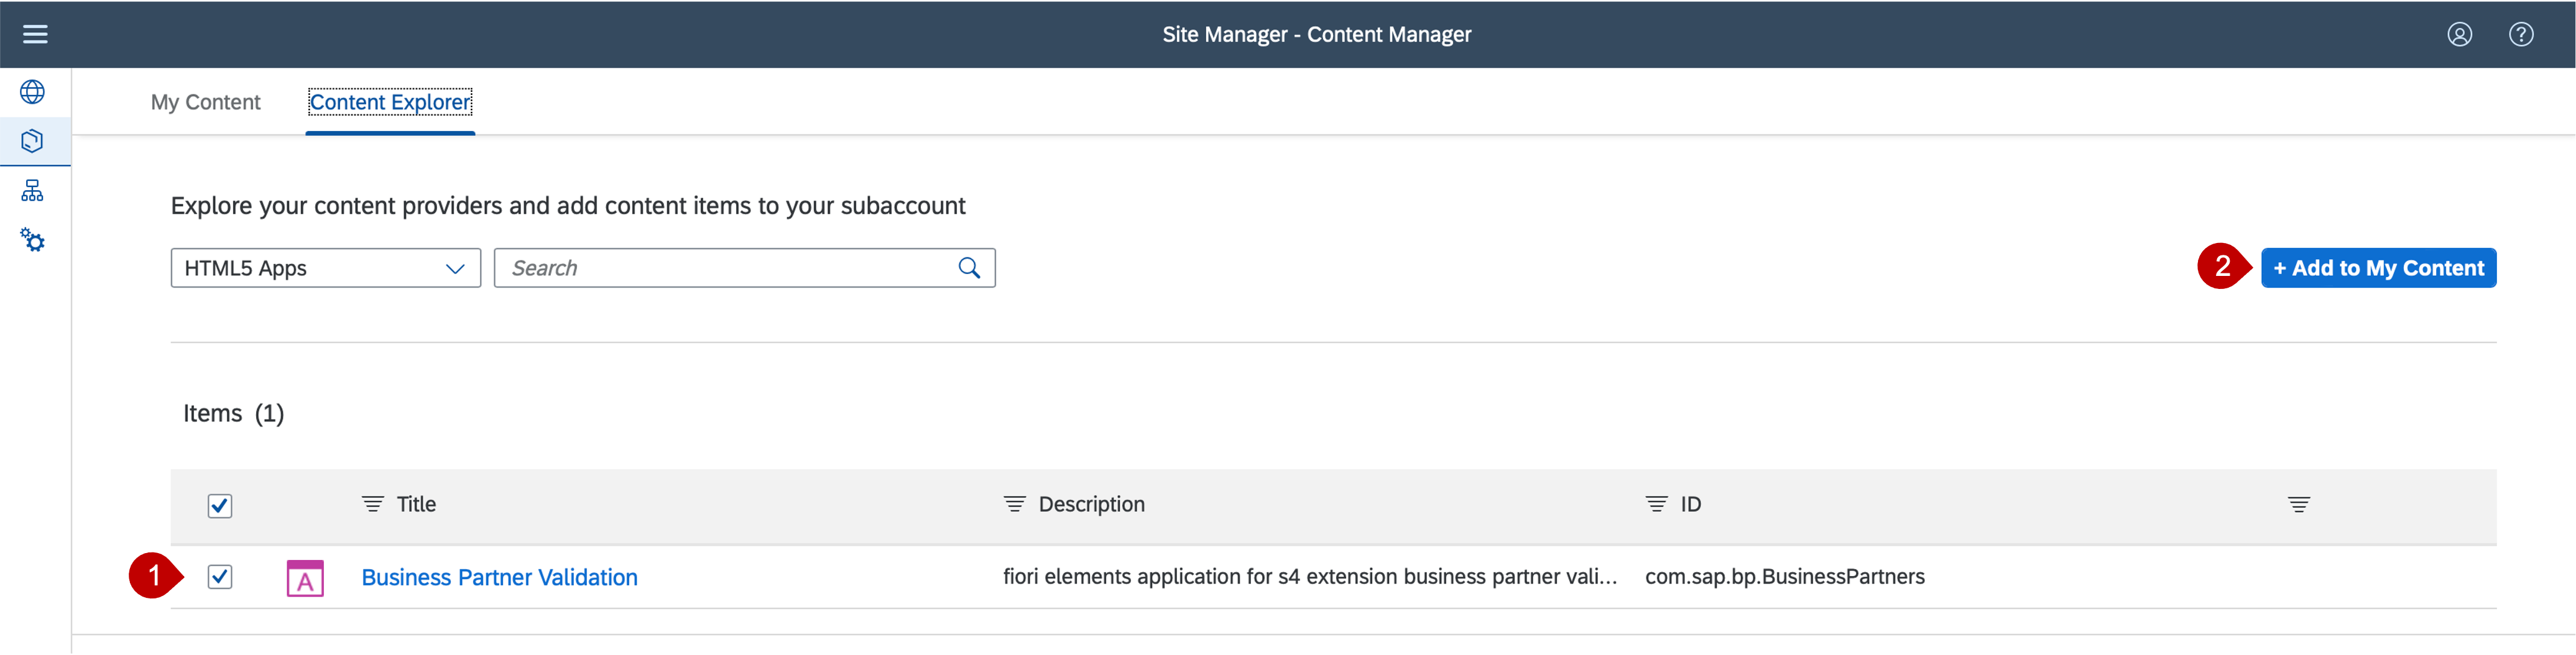 Site Manager - Content Manager
My Content Content Explorer
Explore your content providers and add content items to your subaccount
HTML5 Apps Search 2 + Add to My Content
Items (1)
Title Description ID
1 A Business Partner Validation fiori elements application for s4 extension business partner vali... com.sap.bp.BusinessPartners